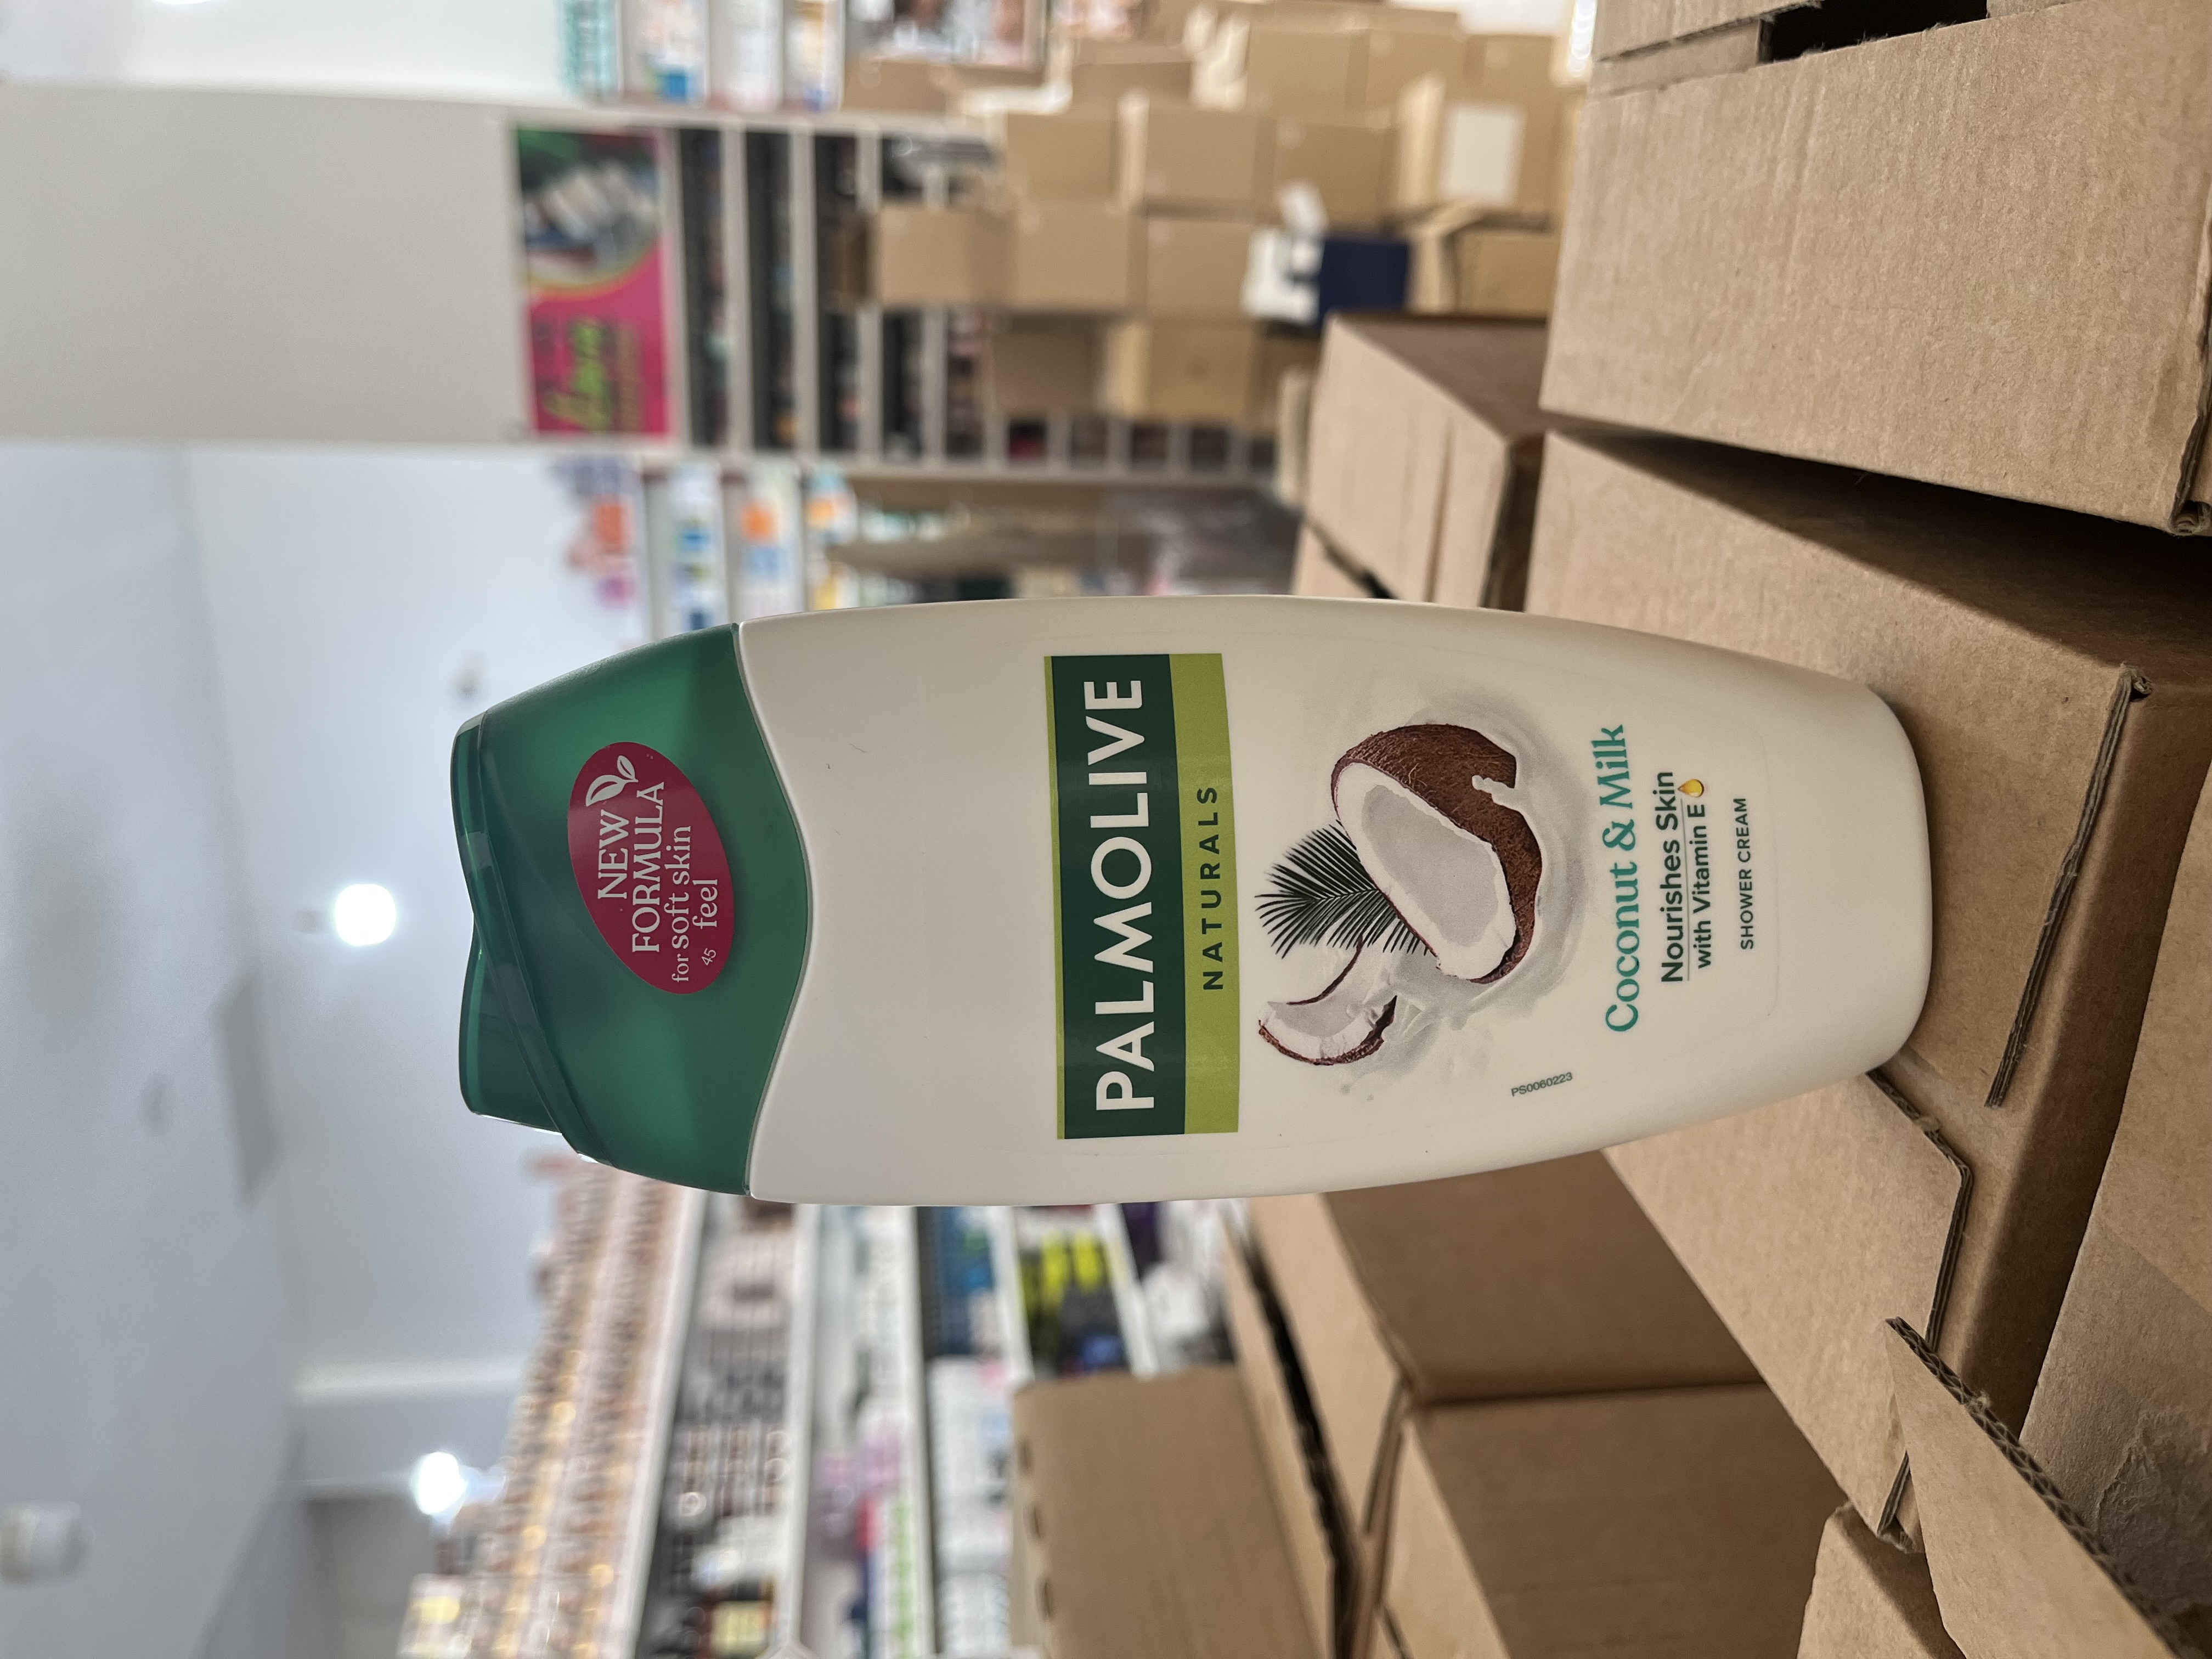 NEW
FORMULA
for soft skin
45 feel
PALMOLIVE
NATURALS
PS0060223
Coconut & Milk
Nourishes Skin
with Vitamin E
SHOWER CREAM